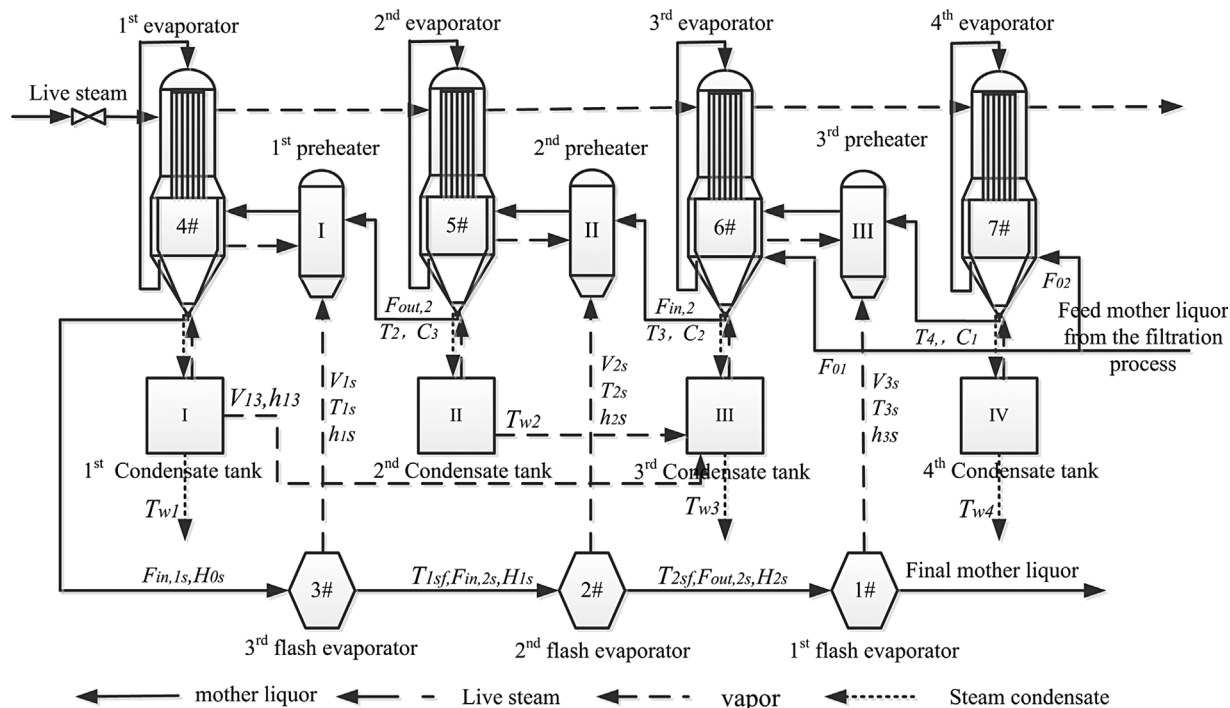 1st evaporator
2nd evaporator
3rd evaporator
4th evaporator
Live steam
1st preheater
2nd preheater
3rd preheater
4#
I
5#
II
6#
III
7#
Fout,2
T2, C3
Fin,2
T3, C2
F02
T4,, C1
F01
Feed mother liquor
from the filtration
process
V1s
T1s
h1s
V2s
T2s
h2s
V3s
T3s
h3s
I
V13,h13
II
Tw2
III
IV
1st Condensate tank
2nd Condensate tank
3rd Condensate tank
4th Condensate tank
Tw1
Tw3
Tw4
Fin,1s,H0s
3#
T1sf,Fin,2s,H1s
2#
T2sf,Fout,2s,H2s
1#
Final mother liquor
3rd flash evaporator
2nd flash evaporator
1st flash evaporator
mother liquor
Live steam
vapor
Steam condensate